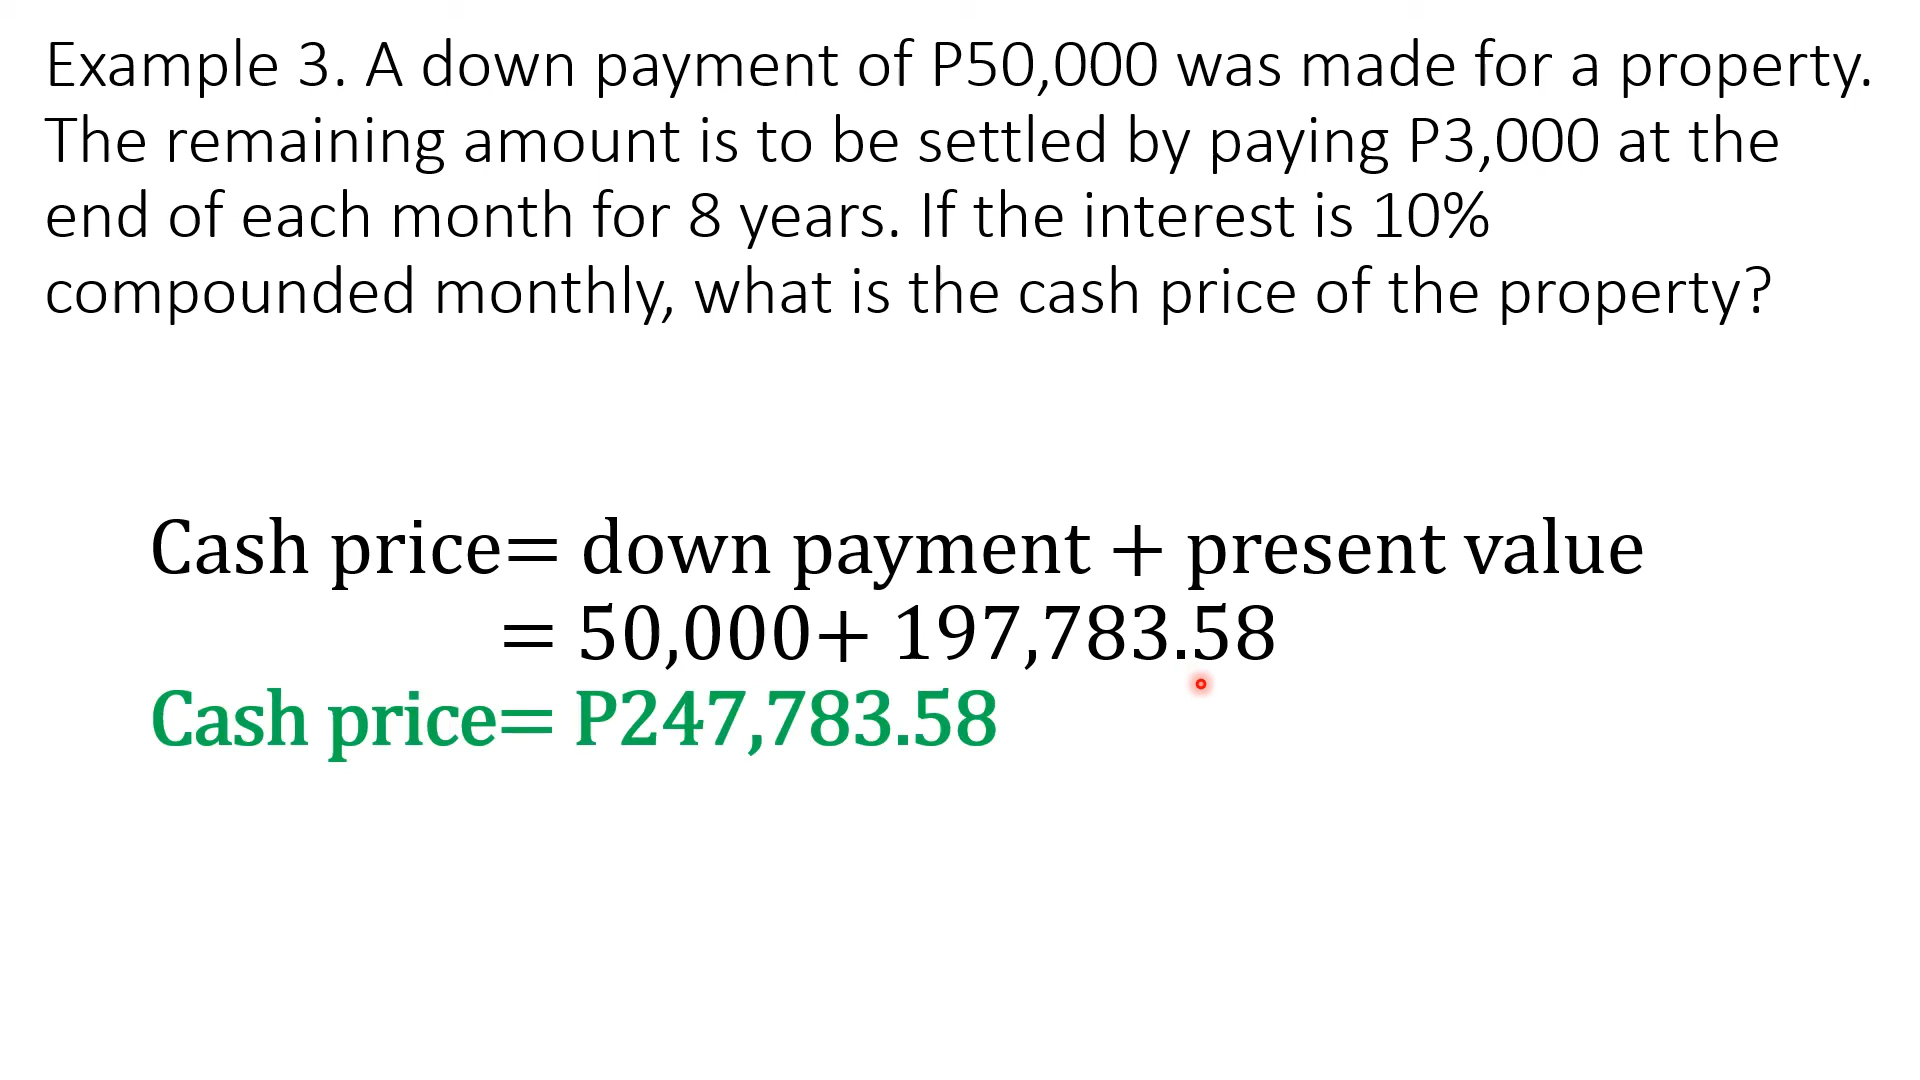 Example 3. A down payment of P50,000 was made for a property.
The remaining amount is to be settled by paying P3,000 at the
end of each month for 8 years. If the interest is 10%
compounded monthly, what is the cash price of the property?
Cash price= down payment + present value
= 50,000+ 197,783.58
Cash price= P247,783.58